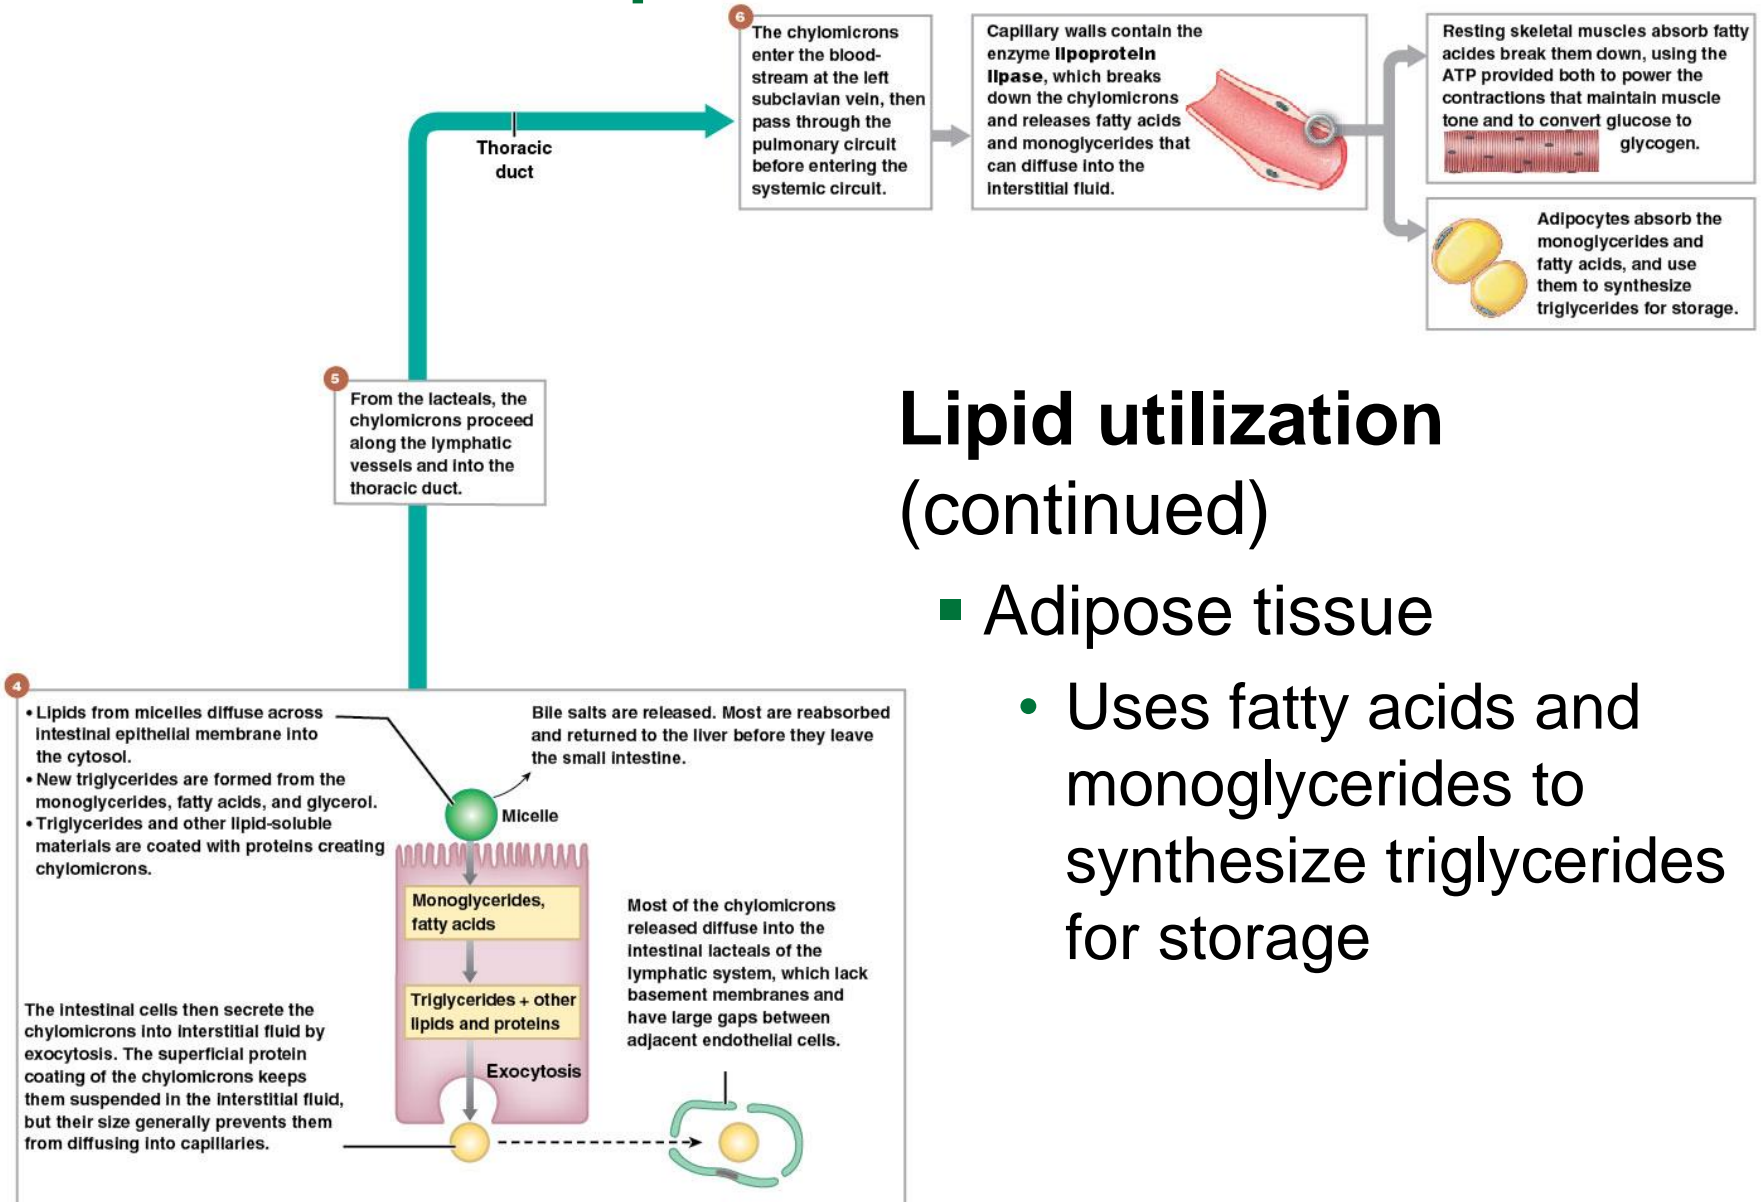 6
The chylomicrons
enter the blood-
stream at the left
subclavian vein, then
pass through the
pulmonary circuit
before entering the
systemic circuit.
Capillary walls contain the
enzyme lipoprotein
lipase, which breaks
down the chylomicrons
and releases fatty acids
and monoglycerides that
can diffuse into the
interstitial fluid.
Resting skeletal muscles absorb fatty
acides break them down, using the
ATP provided both to power the
contractions that maintain muscle
tone and to convert glucose to
glycogen.
Adipocytes absorb the
monoglycerides and
fatty acids, and use
them to synthesize
triglycerides for storage.
Thoracic
duct
5
From the lacteals, the
chylomicrons proceed
along the lymphatic
vessels and into the
thoracic duct.
Lipid utilization
(continued)
■ Adipose tissue
• Uses fatty acids and
monoglycerides to
synthesize triglycerides
for storage
4
• Lipids from micelles diffuse across
intestinal epithelial membrane into
the cytosol.
• New triglycerides are formed from the
monoglycerides, fatty acids, and glycerol.
• Triglycerides and other lipid-soluble
materials are coated with proteins creating
chylomicrons.
Bile salts are released. Most are reabsorbed
and returned to the liver before they leave
the small intestine.
Micelle
Monoglycerides,
fatty acids
Triglycerides + other
lipids and proteins
Exocytosis
Most of the chylomicrons
released diffuse into the
intestinal lacteals of the
lymphatic system, which lack
basement membranes and
have large gaps between
adjacent endothelial cells.
The intestinal cells then secrete the
chylomicrons into interstitial fluid by
exocytosis. The superficial protein
coating of the chylomicrons keeps
them suspended in the interstitial fluid,
but their size generally prevents them
from diffusing into capillaries.